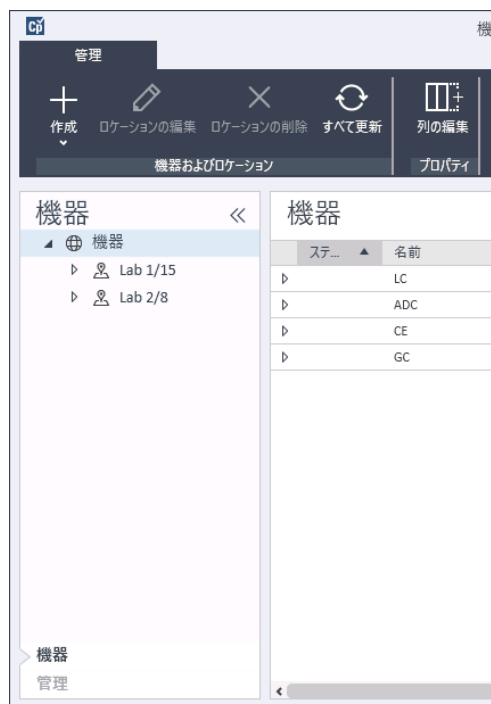 Cp
機
管理
作成
ロケーションの編集
ロケーションの削除
すべて更新
列の編集
機器およびロケーション
プロパティ
機器
機器
Lab 1/15
Lab 2/8
機器
管理
機器
ステ...
名前
LC
ADC
CE
GC